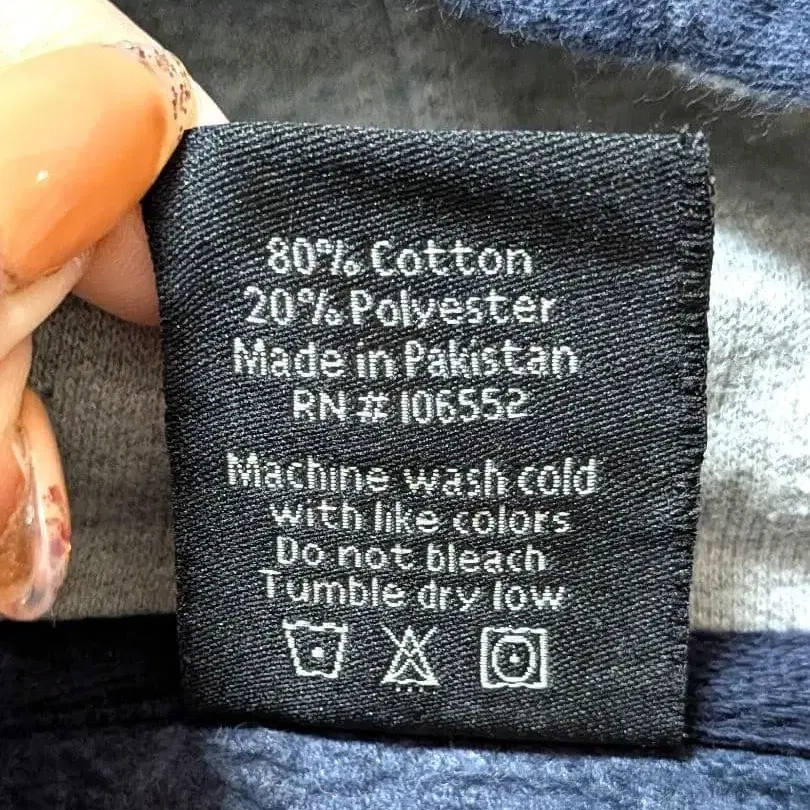 80% Cotton
20% Polyester
Made in Pakistan
RN # 106552
Machine wash cold
with like colors
Do not bleach
Tumble dry low